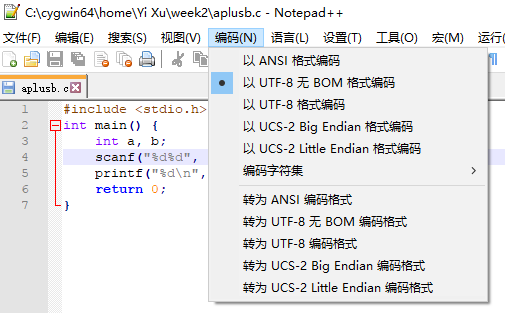 C:\cygwin64\home\Yi Xu\week2\aplusb.c - Notepad++
文件(F) 编辑(E) 搜索(S) 视图(V) 编码(N) 语言(L) 设置(T) 工具(O) 宏(M) 运行
aplusb.c
以 ANSI 格式编码
以 UTF-8 无 BOM 格式编码
以 UTF-8 格式编码
以 UCS-2 Big Endian 格式编码
以 UCS-2 Little Endian 格式编码
编码字符集
转为 ANSI 编码格式
转为 UTF-8 无 BOM 编码格式
转为 UTF-8 编码格式
转为 UCS-2 Big Endian 编码格式
转为 UCS-2 Little Endian 编码格式
1 #include <stdio.h>
2 int main() {
3 int a, b;
4 scanf("%d%d",
5 printf("%d\n",
6 return 0;
7 }